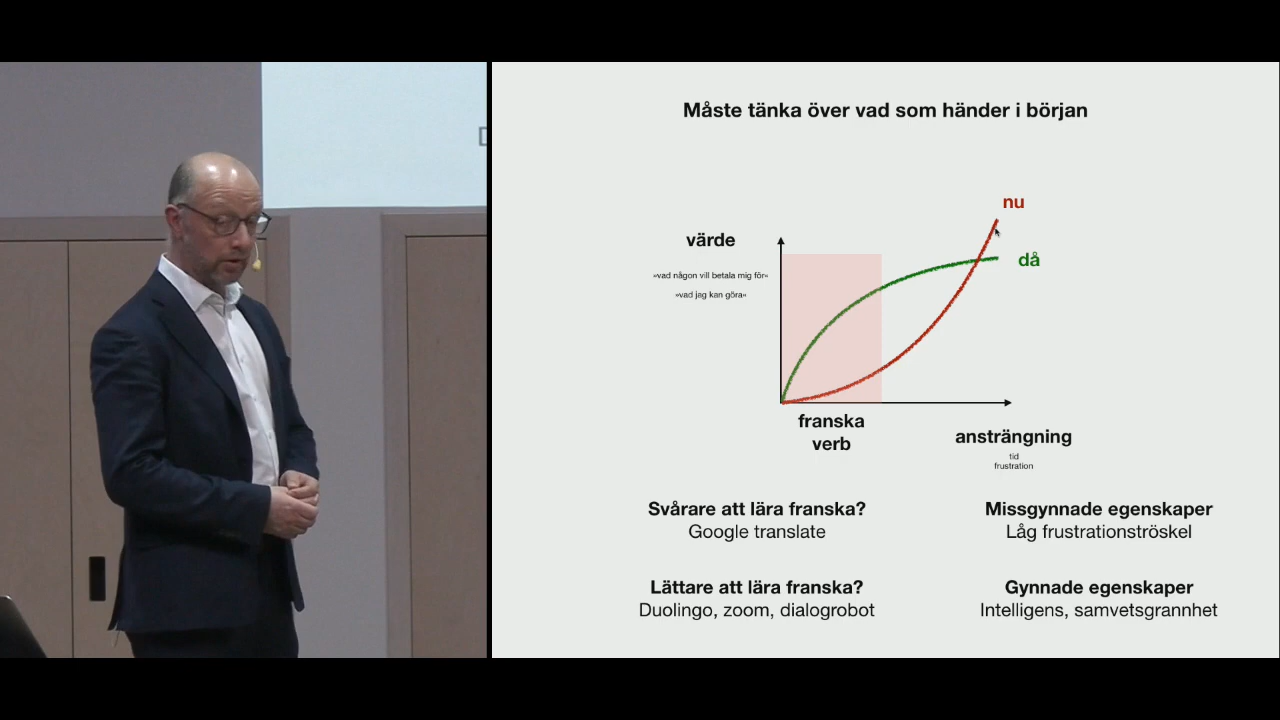 Måste tänka över vad som händer i början
nu
värde
då
»vad någon vill betala mig för«
»vad jag kan göra«
franska
verb
ansträngning
tid
frustration
Svårare att lära franska?
Google translate
Missgynnade egenskaper
Låg frustrationströskel
Lättare att lära franska?
Duolingo, zoom, dialogrobot
Gynnade egenskaper
Intelligens, samvetsgrannhet